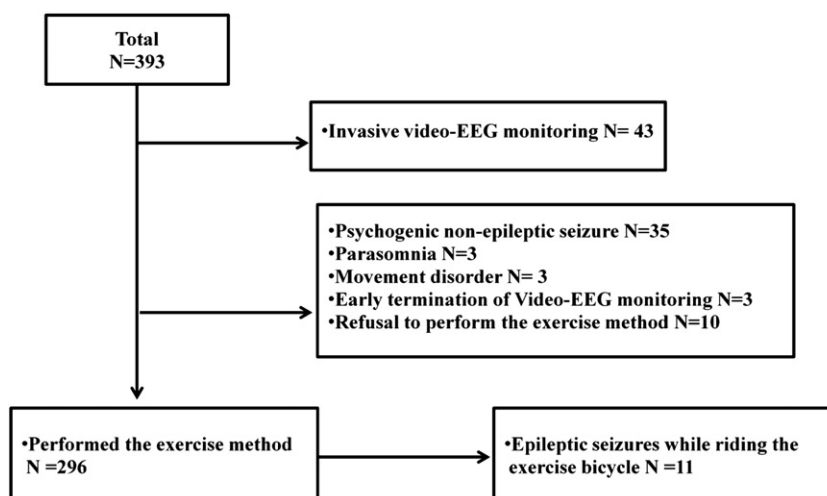 Total
N=393
•Invasive video-EEG monitoring N= 43
•Psychogenic non-epileptic seizure N=35
•Parasomnia N=3
•Movement disorder N= 3
•Early termination of Video-EEG monitoring N=3
•Refusal to perform the exercise method N=10
•Performed the exercise method
N =296
•Epileptic seizures while riding the
exercise bicycle N =11